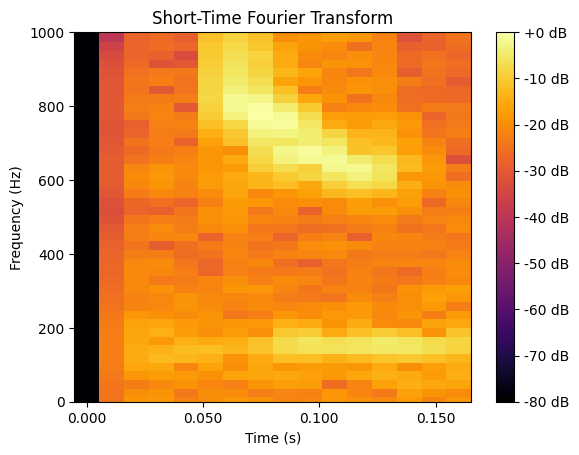 Short-Time Fourier Transform
Frequency (Hz)
1000
800
600
400
200
0
0.000
0.050
0.100
0.150
Time (s)
+0 dB
-10 dB
-20 dB
-30 dB
-40 dB
-50 dB
-60 dB
-70 dB
-80 dB